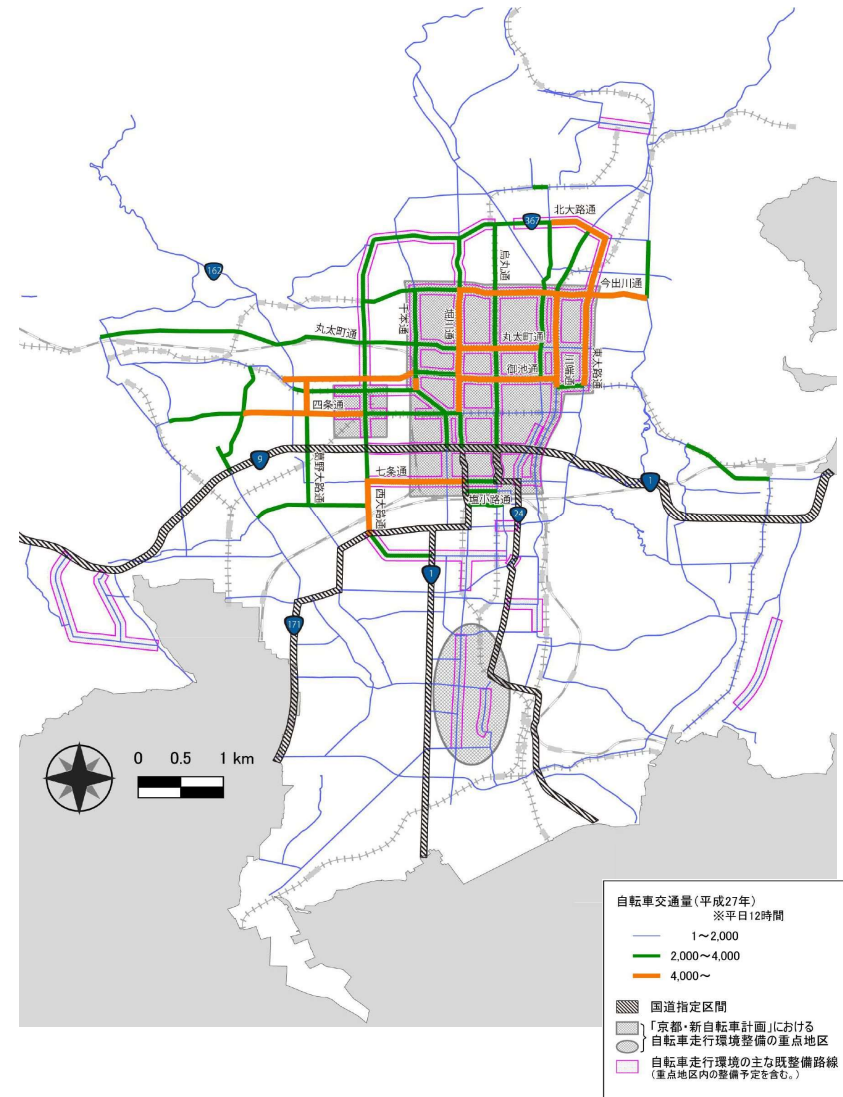 367
北大路通
162
烏丸通
今出川通
千本通
堀川通
丸太町通
丸太町通
御池通
川端通
東大路通
四条通
9
葛野大路通
七条通
西大路通
塩小路通
24
1
1
171
0 0.5 1 km
自転車交通量(平成27年)
※平日12時間
1～2,000
2,000～4,000
4,000～
国道指定区間
「京都・新自転車計画」における
自転車走行環境整備の重点地区
自転車走行環境の主な既整備路線
(重点地区内の整備予定を含む。)